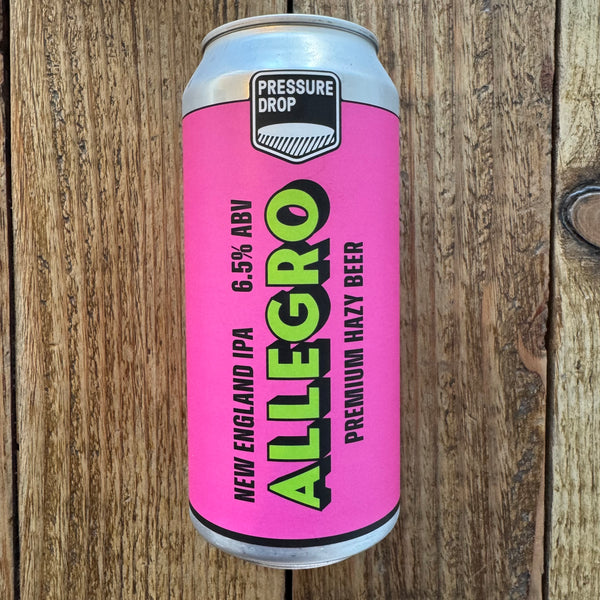 PRESSURE
DROP
NEW ENGLAND IPA 6.5% ABV
ALLEGRO
PREMIUM HAZY BEER